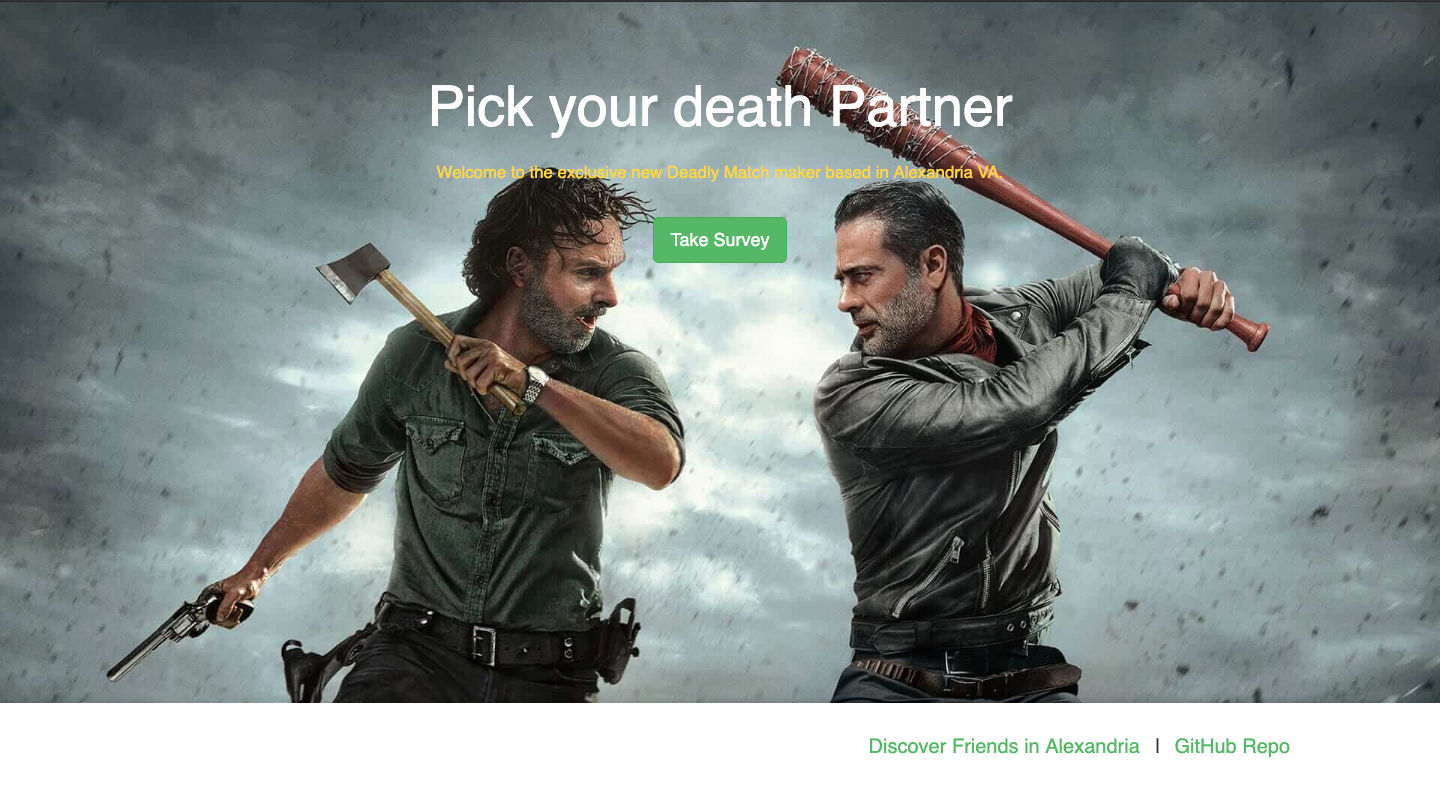 Pick your death Partner
Welcome to the exclusive new Deadly Match maker based in Alexandria VA.
Take Survey
Discover Friends in Alexandria | GitHub Repo